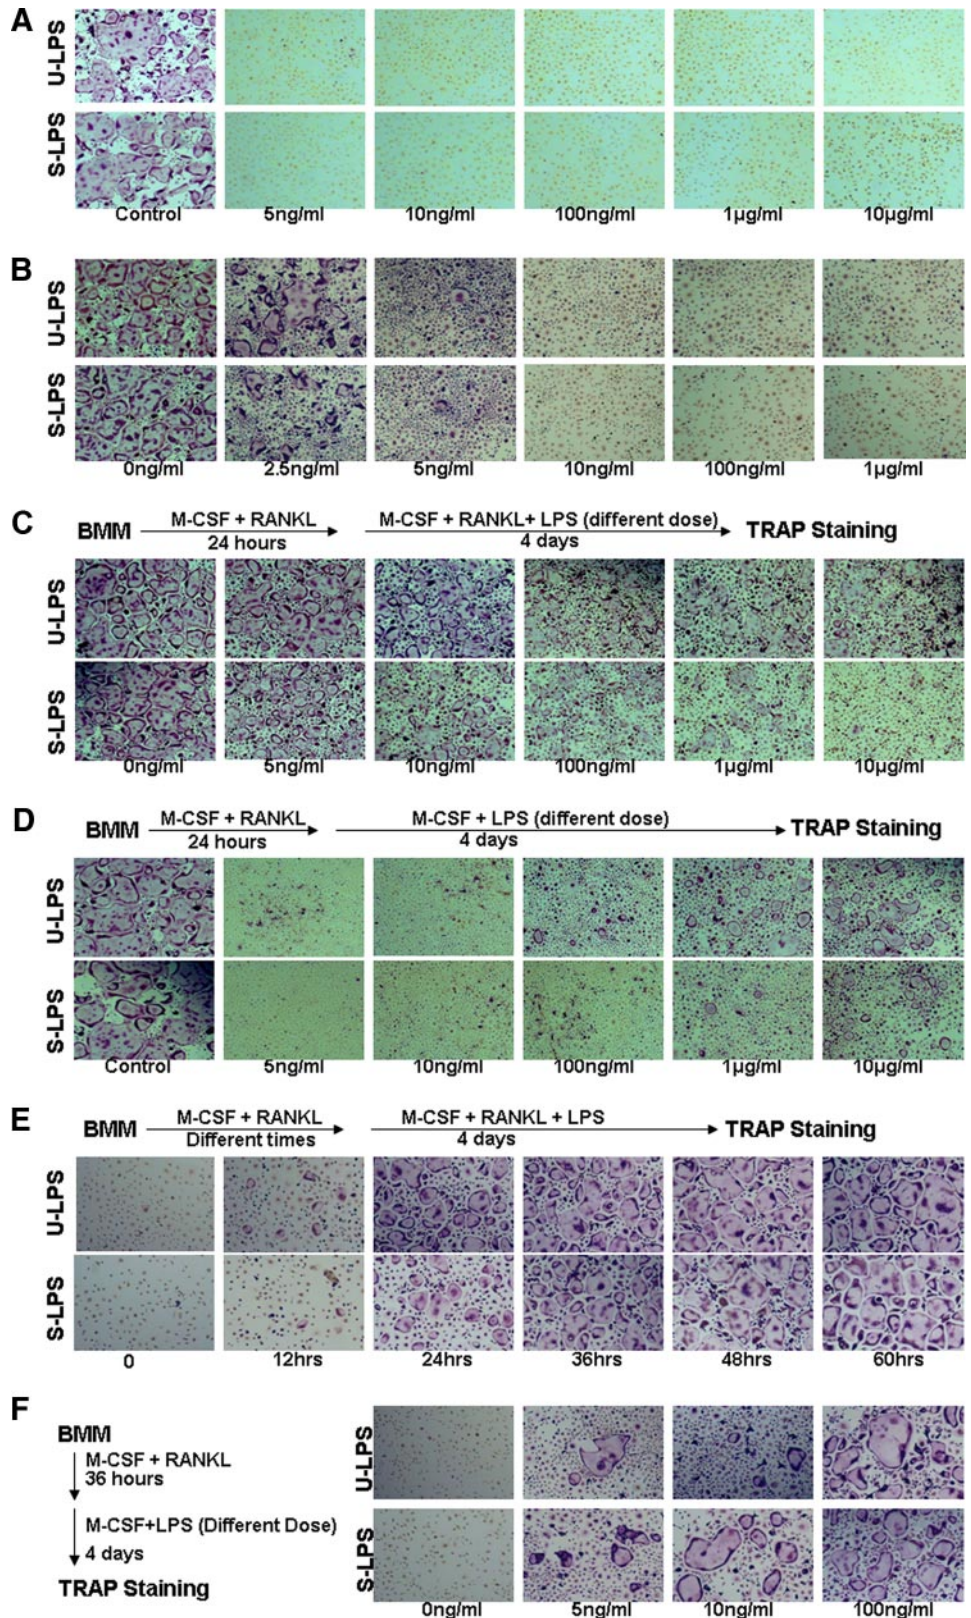 A
U-LPS
S-LPS
Control 5ng/ml 10ng/ml 100ng/ml 1µg/ml 10µg/ml
B
U-LPS
S-LPS
0ng/ml 2.5ng/ml 5ng/ml 10ng/ml 100ng/ml 1µg/ml
C
BMM M-CSF + RANKL 24 hours M-CSF + RANKL+ LPS (different dose) 4 days TRAP Staining
U-LPS
S-LPS
0ng/ml 5ng/ml 10ng/ml 100ng/ml 1µg/ml 10µg/ml
D
BMM M-CSF + RANKL 24 hours M-CSF + LPS (different dose) 4 days TRAP Staining
U-LPS
S-LPS
Control 5ng/ml 10ng/ml 100ng/ml 1µg/ml 10µg/ml
E
BMM M-CSF + RANKL Different times M-CSF + RANKL + LPS 4 days TRAP Staining
U-LPS
S-LPS
0 12hrs 24hrs 36hrs 48hrs 60hrs
F
BMM
M-CSF + RANKL
36 hours
M-CSF+LPS (Different Dose)
4 days
TRAP Staining
U-LPS
S-LPS
0ng/ml 5ng/ml 10ng/ml 100ng/ml